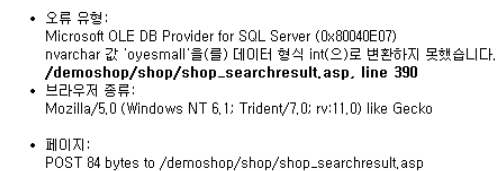 • 오류 유형:
Microsoft OLE DB Provider for SQL Server (0x80040E07)
nvarchar 값 'oyesmall'을(를) 데이터 형식 int(으)로 변환하지 못했습니다.
/demoshop/shop/shop_searchresult.asp, line 390
• 브라우저 종류:
Mozilla/5.0 (Windows NT 6.1; Trident/7.0; rv:11.0) like Gecko
• 페이지:
POST 84 bytes to /demoshop/shop/shop_searchresult.asp